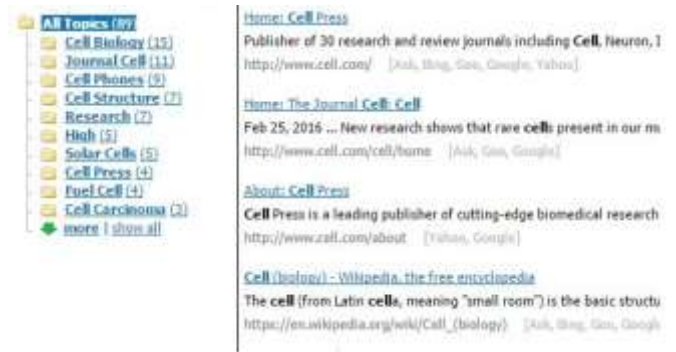 All Topics (89)
Cell Biology (15)
Journal Cell (11)
Cell Phones (9)
Cell Structure (7)
Research (7)
High (5)
Solar Cells (5)
Cell Press (4)
Fuel Cell (4)
Cell Carcinoma (3)
more | show all
Home: Cell Press
Publisher of 30 research and review journals including Cell, Neuron,
http://www.cell.com/ [Ask, Bing, Goo, Google, Yahoo]
Home: The Journal Cell: Cell
Feb 25, 2016 ... New research shows that rare cells present in our
http://www.cell.com/cell/home [Ask, Goo, Google]
About: Cell Press
Cell Press is a leading publisher of cutting-edge biomedical research
http://www.cell.com/about [Yahoo, Google]
Cell (biology) - Wikipedia, the free encyclopedia
The cell (from Latin cella, meaning "small room") is the basic structu
https://en.wikipedia.org/wiki/Cell_(biology) [Ask, Bing, Goo, Googl